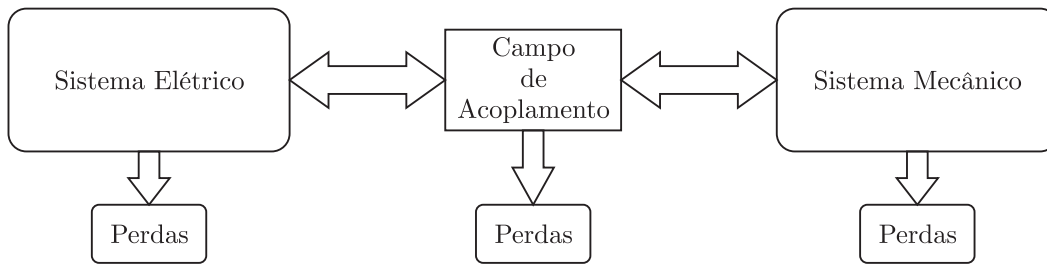 Sistema Elétrico
Campo
de
Acoplamento
Sistema Mecânico
Perdas
Perdas
Perdas